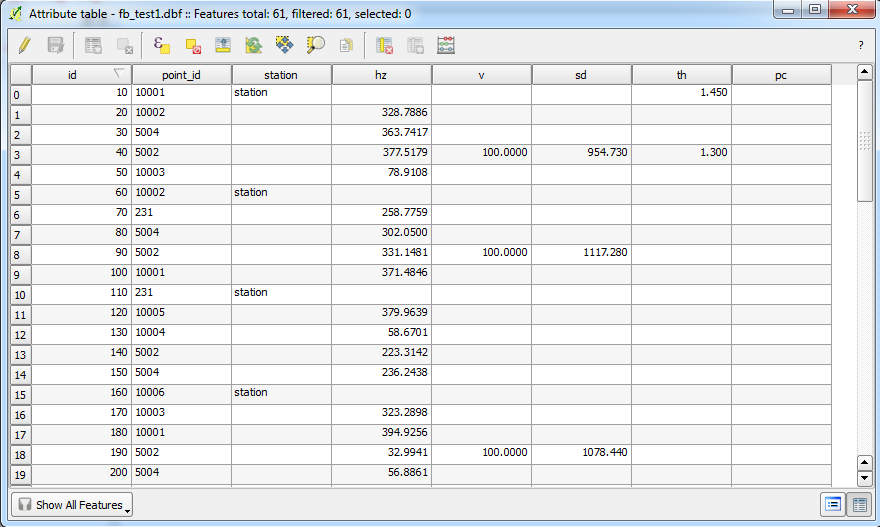 Attribute table - fb_test1.dbf :: Features total: 61, filtered: 61, selected: 0
?
id point_id station hz v sd th pc
0 10 10001 station 1.450
1 20 10002 328.7886
2 30 5004 363.7417
3 40 5002 377.5179 100.0000 954.730 1.300
4 50 10003 78.9108
5 60 10002 station
6 70 231 258.7759
7 80 5004 302.0500
8 90 5002 331.1481 100.0000 1117.280
9 100 10001 371.4846
10 110 231 station
11 120 10005 379.9639
12 130 10004 58.6701
13 140 5002 223.3142
14 150 5004 236.2438
15 160 10006 station
16 170 10003 323.2898
17 180 10001 394.9256
18 190 5002 32.9941 100.0000 1078.440
19 200 5004 56.8861
Show All Features